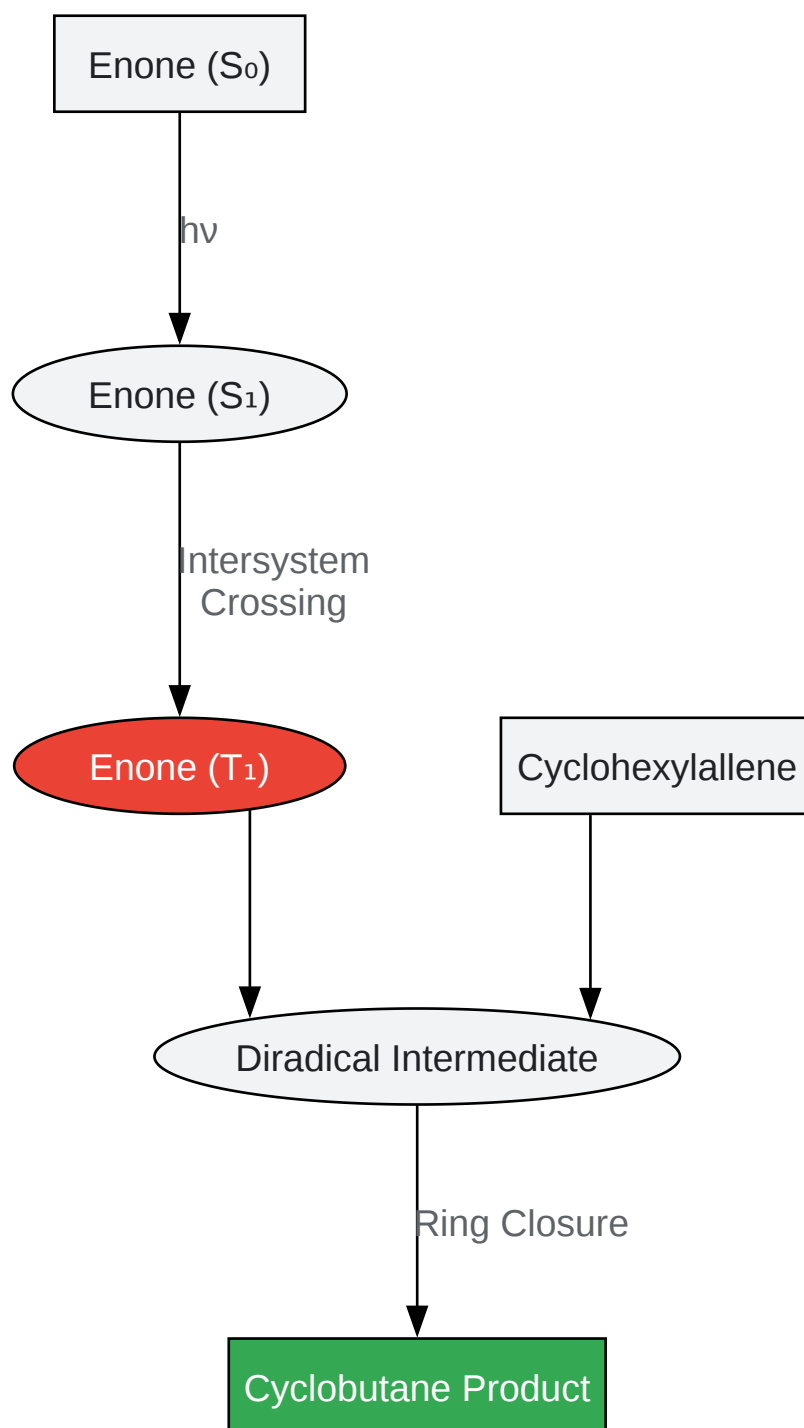 Enone (S₀)
hν
Enone (S₁)
Intersystem
Crossing
Enone (T₁)
Cyclohexylallene
Diradical Intermediate
Ring Closure
Cyclobutane Product